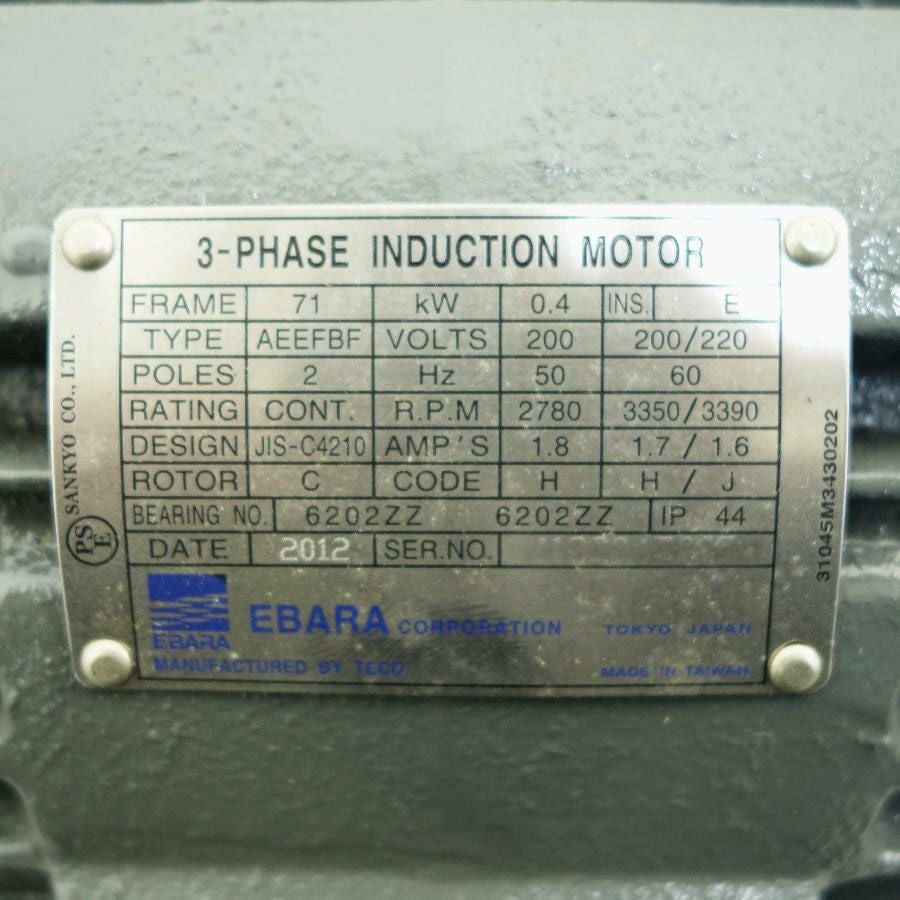 3-PHASE INDUCTION MOTOR
FRAME 71 kW 0.4 INS. E
TYPE AEEFBF VOLTS 200 200/220
POLES 2 Hz 50 60
RATING CONT. R.P.M 2780 3350/3390
DESIGN JIS-C4210 AMP'S 1.8 1.7/1.6
ROTOR C CODE H H/J
BEARING NO. 6202ZZ 6202ZZ IP 44
DATE 2012 SER.NO.
EBARA
EBARA CORPORATION TOKYO JAPAN
MANUFACTURED BY TECO MADE IN TAIWAN
PSE SANKYO CO., LTD.
31045M3430202